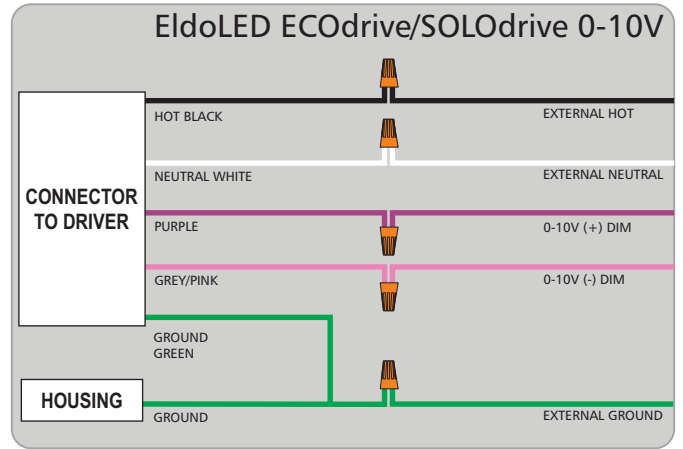 EldoLED ECOdrive/SOLOdrive 0-10V
HOT BLACK
EXTERNAL HOT
NEUTRAL WHITE
EXTERNAL NEUTRAL
CONNECTOR
TO DRIVER
PURPLE
0-10V (+) DIM
GREY/PINK
0-10V (-) DIM
GROUND
GREEN
HOUSING
GROUND
EXTERNAL GROUND